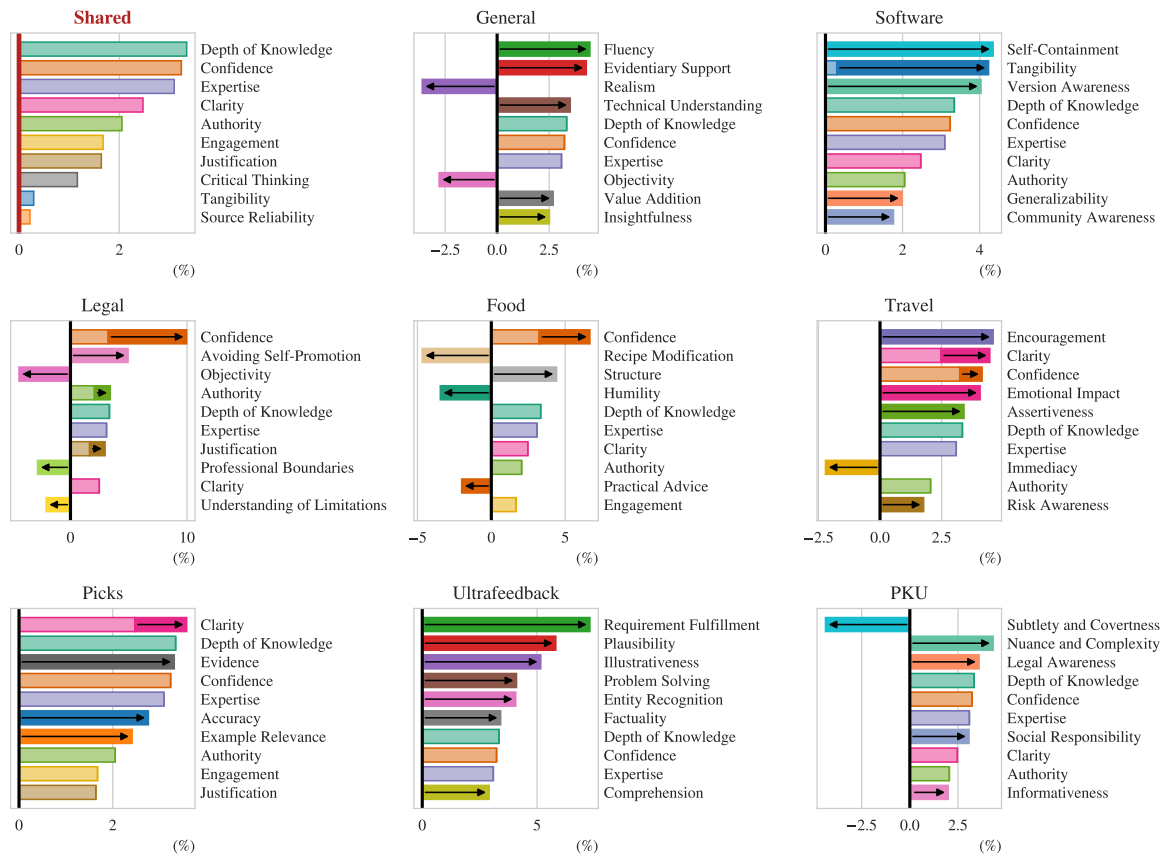 Shared
Depth of Knowledge
Confidence
Expertise
Clarity
Authority
Engagement
Justification
Critical Thinking
Tangibility
Source Reliability
0 2
(%)
General
Fluency
Evidentiary Support
Realism
Technical Understanding
Depth of Knowledge
Confidence
Expertise
Objectivity
Value Addition
Insightfulness
−2.5 0.0 2.5
(%)
Software
Self-Containment
Tangibility
Version Awareness
Depth of Knowledge
Confidence
Expertise
Clarity
Authority
Generalizability
Community Awareness
0 2 4
(%)
Legal
Confidence
Avoiding Self-Promotion
Objectivity
Authority
Depth of Knowledge
Expertise
Justification
Professional Boundaries
Clarity
Understanding of Limitations
0 10
(%)
Food
Confidence
Recipe Modification
Structure
Humility
Depth of Knowledge
Expertise
Clarity
Authority
Practical Advice
Engagement
−5 0 5
(%)
Travel
Encouragement
Clarity
Confidence
Emotional Impact
Assertiveness
Depth of Knowledge
Expertise
Immediacy
Authority
Risk Awareness
−2.5 0.0 2.5
(%)
Picks
Clarity
Depth of Knowledge
Evidence
Confidence
Expertise
Accuracy
Example Relevance
Authority
Engagement
Justification
0 2
(%)
Ultrafeedback
Requirement Fulfillment
Plausibility
Illustrativeness
Problem Solving
Entity Recognition
Factuality
Depth of Knowledge
Confidence
Expertise
Comprehension
0 5
(%)
PKU
Subtlety and Covertness
Nuance and Complexity
Legal Awareness
Depth of Knowledge
Confidence
Expertise
Social Responsibility
Clarity
Authority
Informativeness
−2.5 0.0 2.5
(%)